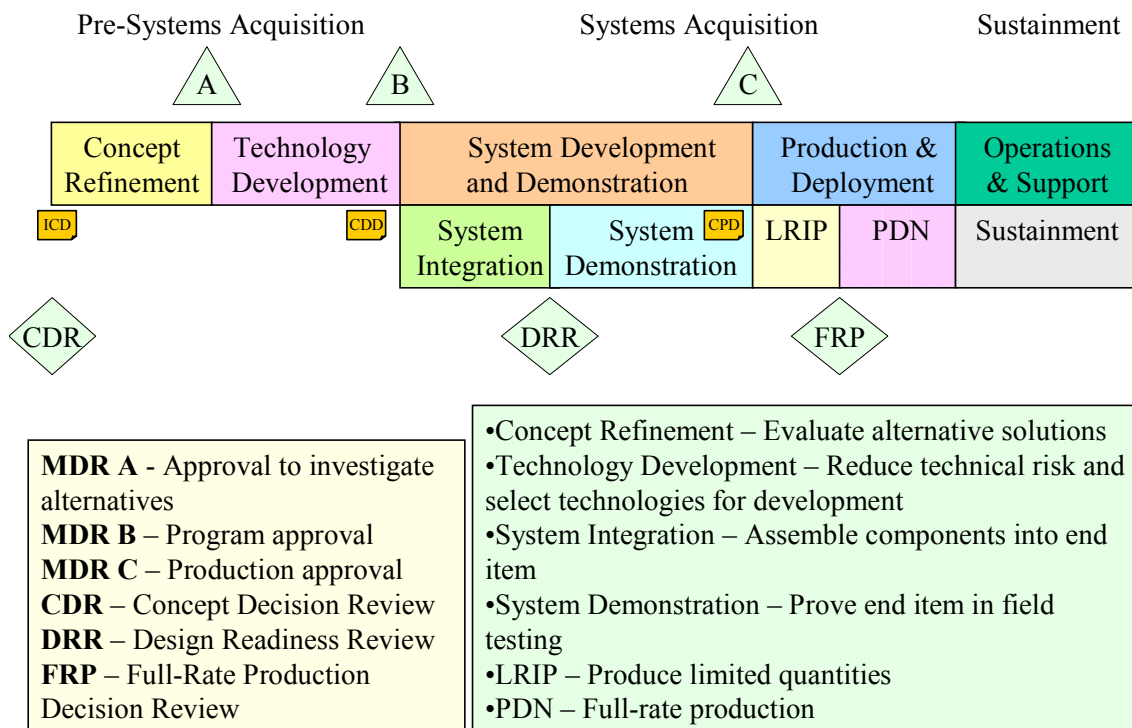 Pre-Systems Acquisition
Systems Acquisition
Sustainment
A
B
C
Concept
Refinement
Technology
Development
System Development
and Demonstration
Production &
Deployment
Operations
& Support
ICD
CDD
System
Integration
System
Demonstration
CPD
LRIP
PDN
Sustainment
CDR
DRR
FRP
MDR A - Approval to investigate
alternatives
MDR B – Program approval
MDR C – Production approval
CDR – Concept Decision Review
DRR – Design Readiness Review
FRP – Full-Rate Production
Decision Review
•Concept Refinement – Evaluate alternative solutions
•Technology Development – Reduce technical risk and
select technologies for development
•System Integration – Assemble components into end
item
•System Demonstration – Prove end item in field
testing
•LRIP – Produce limited quantities
•PDN – Full-rate production